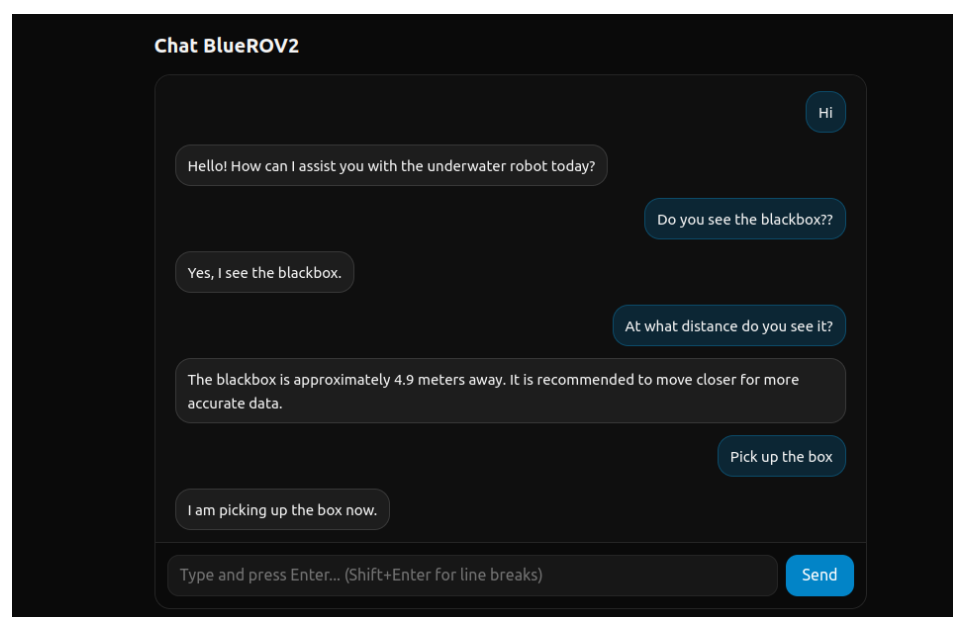 Chat BlueROV2
Hi
Hello! How can I assist you with the underwater robot today?
Do you see the blackbox??
Yes, I see the blackbox.
At what distance do you see it?
The blackbox is approximately 4.9 meters away. It is recommended to move closer for more
accurate data.
Pick up the box
I am picking up the box now.
Type and press Enter... (Shift+Enter for line breaks)
Send